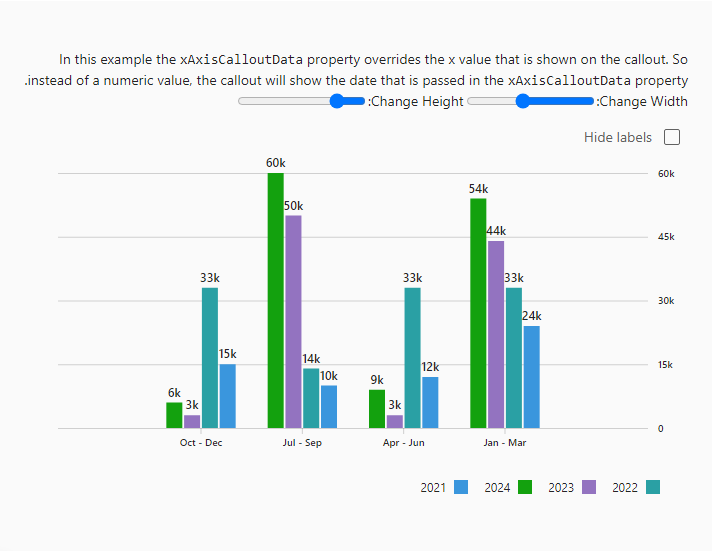 In this example the xAxisCalloutData property overrides the x value that is shown on the callout. So
.instead of a numeric value, the callout will show the date that is passed in the xAxisCalloutData property
:Change Height :Change Width
Hide labels
60k
45k
30k
15k
0
6k 3k 33k 15k
60k 50k 14k 10k
9k 3k 33k 12k
54k 44k 33k 24k
Oct - Dec Jul - Sep Apr - Jun Jan - Mar
2021 2024 2023 2022